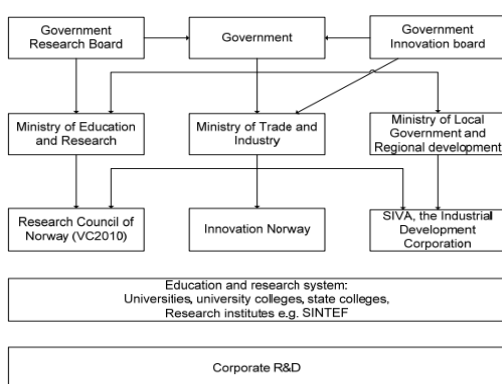 Government
Research Board
Government
Government
Innovation board
Ministry of Education
and Research
Ministry of Trade and
Industry
Ministry of Local
Government and
Regional development
Research Council of
Norway (VC2010)
Innovation Norway
SIVA, the Industrial
Development
Corporation
Education and research system:
Universities, university colleges, state colleges,
Research institutes e.g. SINTEF
Corporate R&D